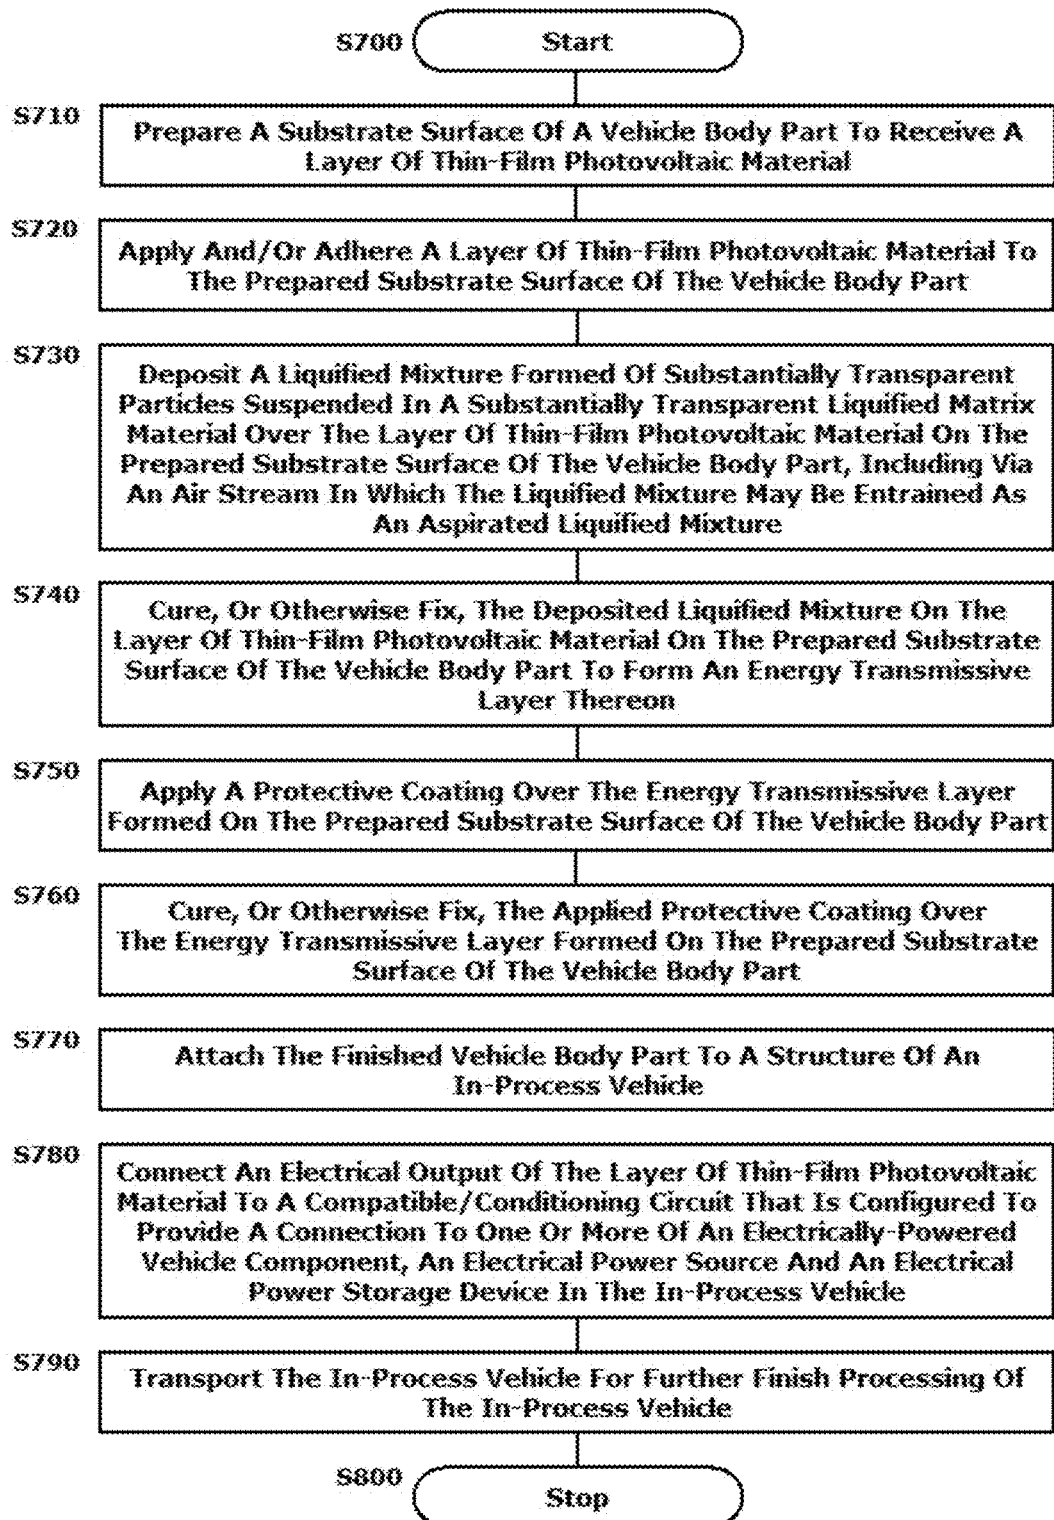 S700
Start
S710
Prepare A Substrate Surface Of A Vehicle Body Part To Receive A
Layer Of Thin-Film Photovoltaic Material
S720
Apply And/Or Adhere A Layer Of Thin-Film Photovoltaic Material To
The Prepared Substrate Surface Of The Vehicle Body Part
S730
Deposit A Liquified Mixture Formed Of Substantially Transparent
Particles Suspended In A Substantially Transparent Liquified Matrix
Material Over The Layer Of Thin-Film Photovoltaic Material On The
Prepared Substrate Surface Of The Vehicle Body Part, Including Via
An Air Stream In Which The Liquified Mixture May Be Entrained As
An Aspirated Liquified Mixture
S740
Cure, Or Otherwise Fix, The Deposited Liquified Mixture On The
Layer Of Thin-Film Photovoltaic Material On The Prepared Substrate
Surface Of The Vehicle Body Part To Form An Energy Transmissive
Layer Thereon
S750
Apply A Protective Coating Over The Energy Transmissive Layer
Formed On The Prepared Substrate Surface Of The Vehicle Body Part
S760
Cure, Or Otherwise Fix, The Applied Protective Coating Over
The Energy Transmissive Layer Formed On The Prepared Substrate
Surface Of The Vehicle Body Part
S770
Attach The Finished Vehicle Body Part To A Structure Of An
In-Process Vehicle
S780
Connect An Electrical Output Of The Layer Of Thin-Film Photovoltaic
Material To A Compatible/Conditioning Circuit That Is Configured To
Provide A Connection To One Or More Of An Electrically-Powered
Vehicle Component, An Electrical Power Source And An Electrical
Power Storage Device In The In-Process Vehicle
S790
Transport The In-Process Vehicle For Further Finish Processing Of
The In-Process Vehicle
S800
Stop